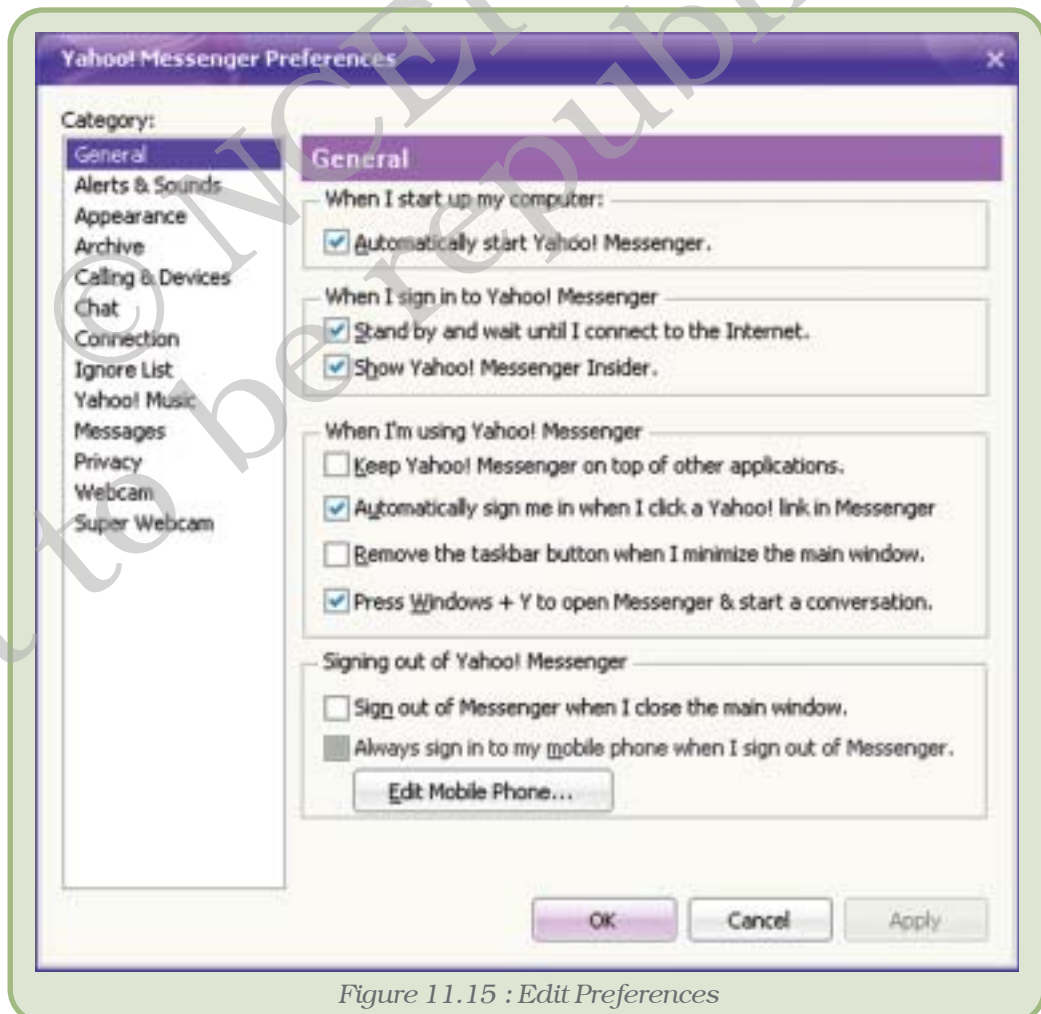 Yahoo! Messenger Preferences
Category:
General
Alerts & Sounds
Appearance
Archive
Calling & Devices
Chat
Connection
Ignore List
Yahoo! Music
Messages
Privacy
Webcam
Super Webcam
General
When I start up my computer:
Automatically start Yahoo! Messenger.
When I sign in to Yahoo! Messenger
Stand by and wait until I connect to the Internet.
Show Yahoo! Messenger Insider.
When I'm using Yahoo! Messenger
Keep Yahoo! Messenger on top of other applications.
Automatically sign me in when I click a Yahoo! link in Messenger
Remove the taskbar button when I minimize the main window.
Press Windows + Y to open Messenger & start a conversation.
Signing out of Yahoo! Messenger
Sign out of Messenger when I close the main window.
Always sign in to my mobile phone when I sign out of Messenger.
Edit Mobile Phone...
OK Cancel Apply
Figure 11.15 : Edit Preferences
© NCE
to be republi